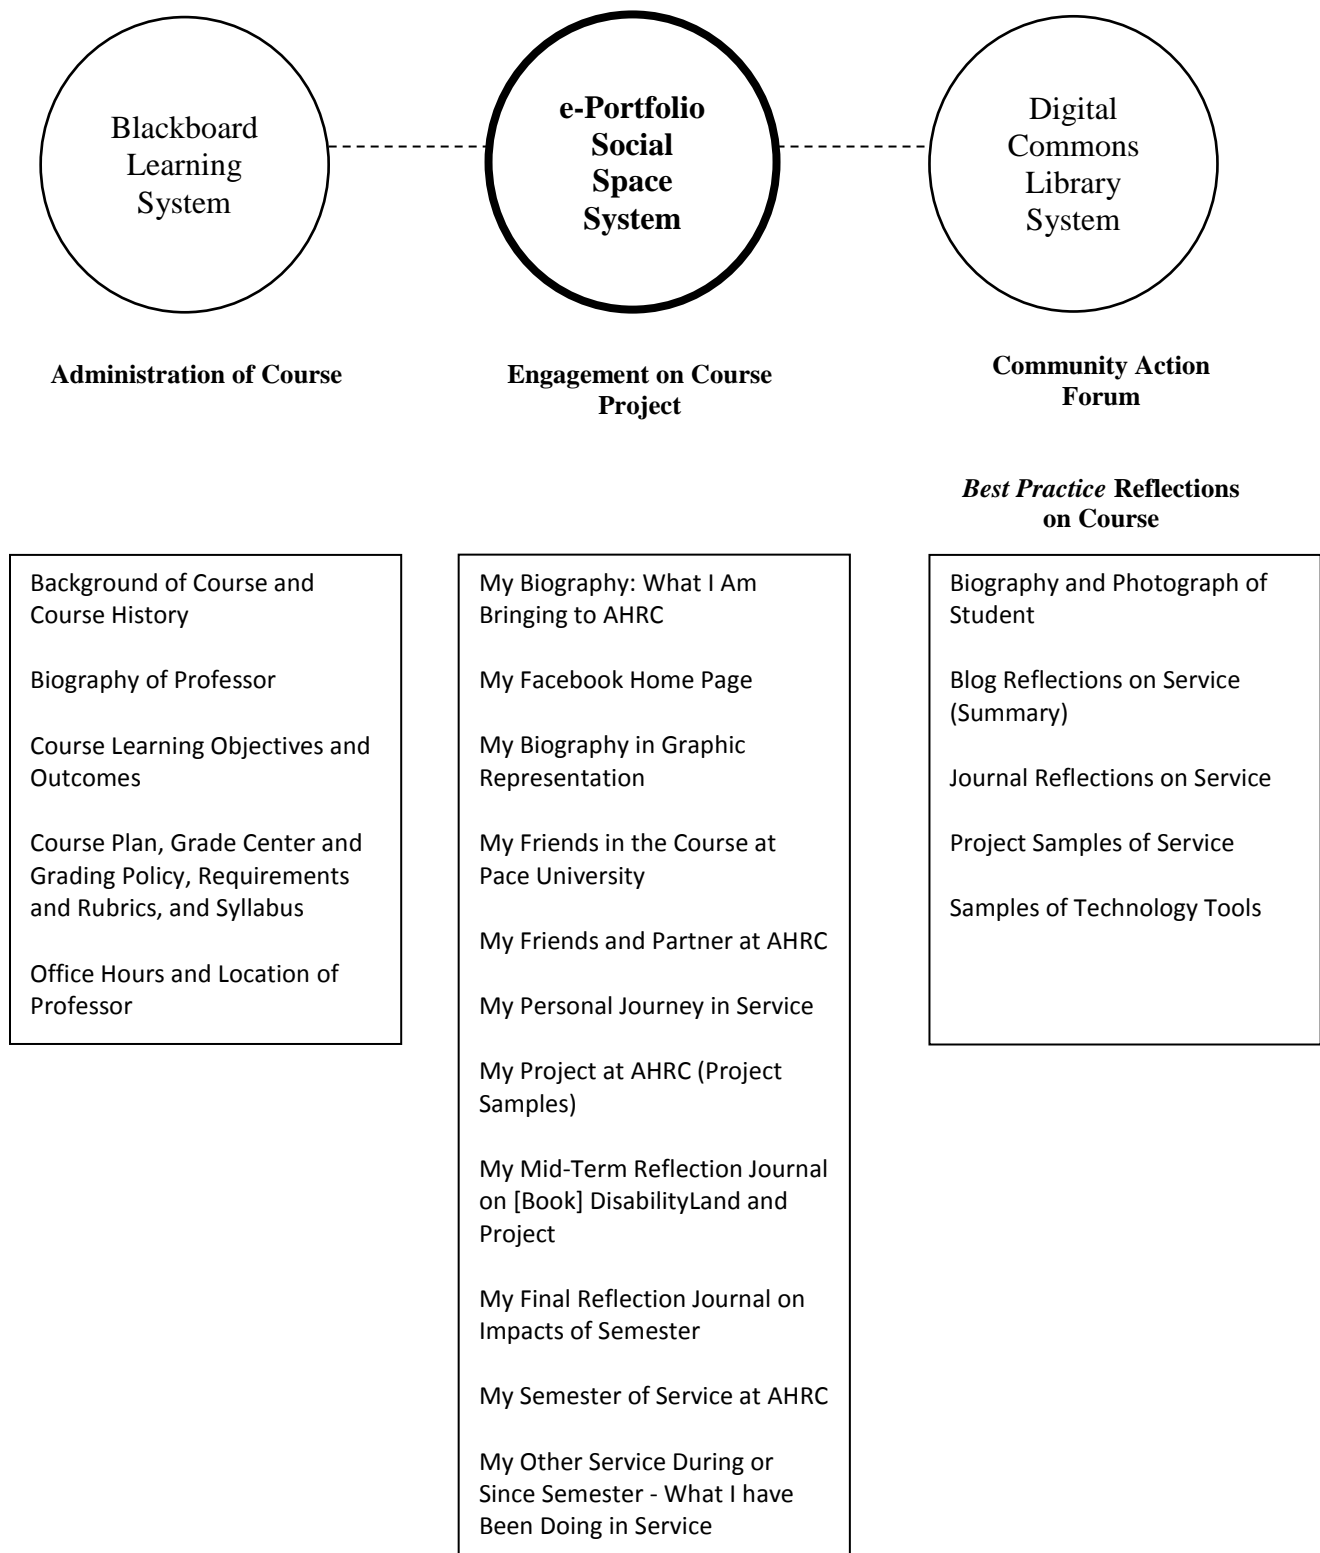 Blackboard
Learning
System
e-Portfolio
Social
Space
System
Digital
Commons
Library
System
Administration of Course
Engagement on Course
Project
Community Action
Forum
Best Practice Reflections
on Course
Background of Course and
Course History
Biography of Professor
Course Learning Objectives and
Outcomes
Course Plan, Grade Center and
Grading Policy, Requirements
and Rubrics, and Syllabus
Office Hours and Location of
Professor
My Biography: What I Am
Bringing to AHRC
My Facebook Home Page
My Biography in Graphic
Representation
My Friends in the Course at
Pace University
My Friends and Partner at AHRC
My Personal Journey in Service
My Project at AHRC (Project
Samples)
My Mid-Term Reflection Journal
on [Book] DisabilityLand and
Project
My Final Reflection Journal on
Impacts of Semester
My Semester of Service at AHRC
My Other Service During or
Since Semester - What I have
Been Doing in Service
Biography and Photograph of
Student
Blog Reflections on Service
(Summary)
Journal Reflections on Service
Project Samples of Service
Samples of Technology Tools